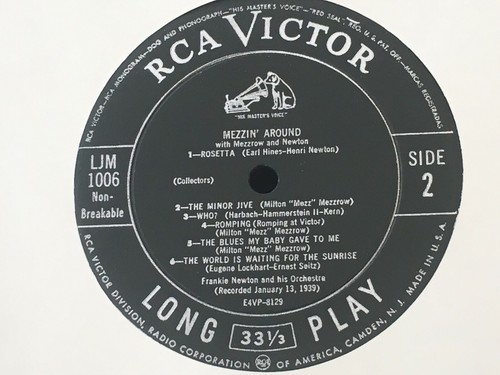 RCA VICTOR-RCA MONOGRAM-DOG AND PHONOGRAPH-"HIS MASTER'S VOICE"-"RED SEAL" REG. U. S. PAT. OFF.-MARCAS REGISTRADAS
RCA VICTOR
"HIS MASTER'S VOICE"
MEZZIN' AROUND
with Mezzrow and Newton
1—ROSETTA (Earl Hines-Henri Newton)
LJM
1006
Non-
Breakable
SIDE
2
(Collectors)
2—THE MINOR JIVE (Milton "Mezz" Mezzrow)
3—WHO? (Harbach-Hammerstein II-Kern)
4—ROMPING (Romping at Victor)
(Milton "Mezz" Mezzrow)
5—THE BLUES MY BABY GAVE TO ME
(Milton "Mezz" Mezzrow)
6—THE WORLD IS WAITING FOR THE SUNRISE
(Eugene Lockhart-Ernest Seitz)
Frankie Newton and his Orchestra
(Recorded January 13, 1939)
E4VP-8129
LONG 33⅓ PLAY
RCA VICTOR DIVISION, RADIO CORPORATION RCA OF AMERICA, CAMDEN, N. J. MADE IN U. S. A.